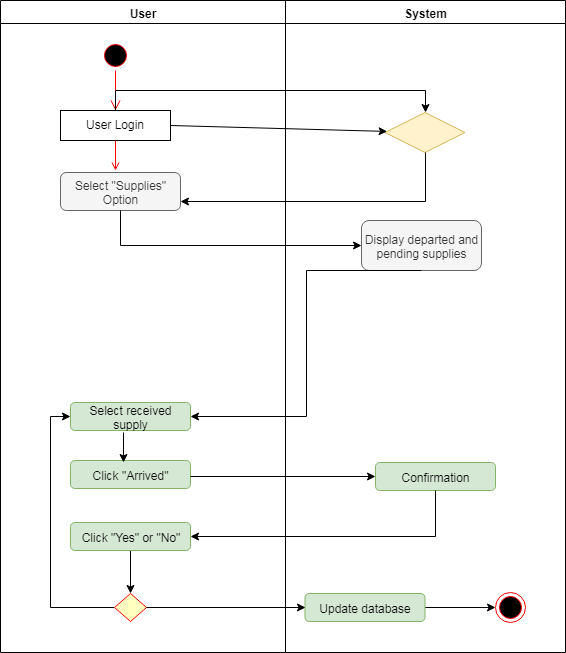 User
System
User Login
Select "Supplies"
Option
Display departed and
pending supplies
Select received
supply
Click "Arrived"
Confirmation
Click "Yes" or "No"
Update database